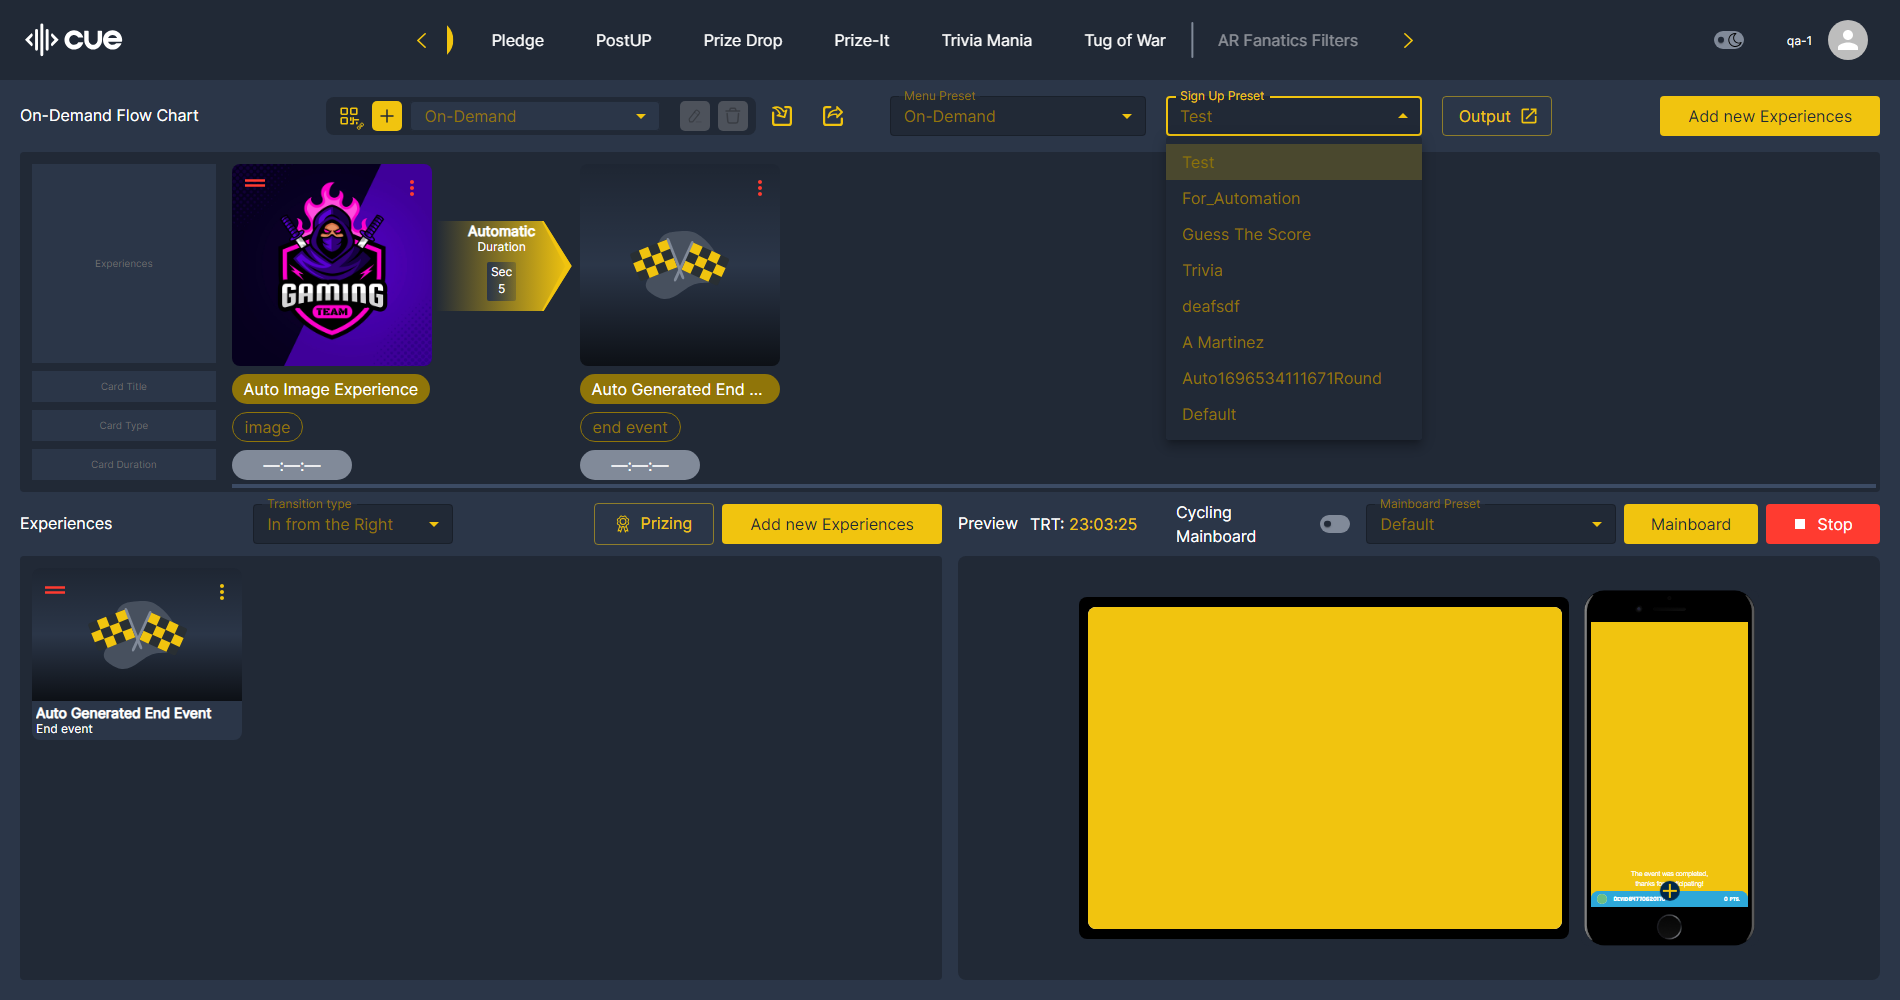 cue
Pledge
PostUP
Prize Drop
Prize-It
Trivia Mania
Tug of War
AR Fanatics Filters
qa-1
On-Demand Flow Chart
On-Demand
Menu Preset
On-Demand
Sign Up Preset
Test
Output
Add new Experiences
Test
For_Automation
Guess The Score
Trivia
deafsdf
A Martinez
Auto1696534111671Round
Default
Experiences
GAMING
TEAM
Automatic
Duration
Sec
5
Card Title
Auto Image Experience
Auto Generated End ...
Card Type
image
end event
Card Duration
—:—:—
—:—:—
Experiences
Transition type
In from the Right
Prizing
Add new Experiences
Preview
TRT: 23:03:25
Cycling
Mainboard
Mainboard Preset
Default
Mainboard
Stop
Auto Generated End Event
End event
The event was completed,
0 PTS.